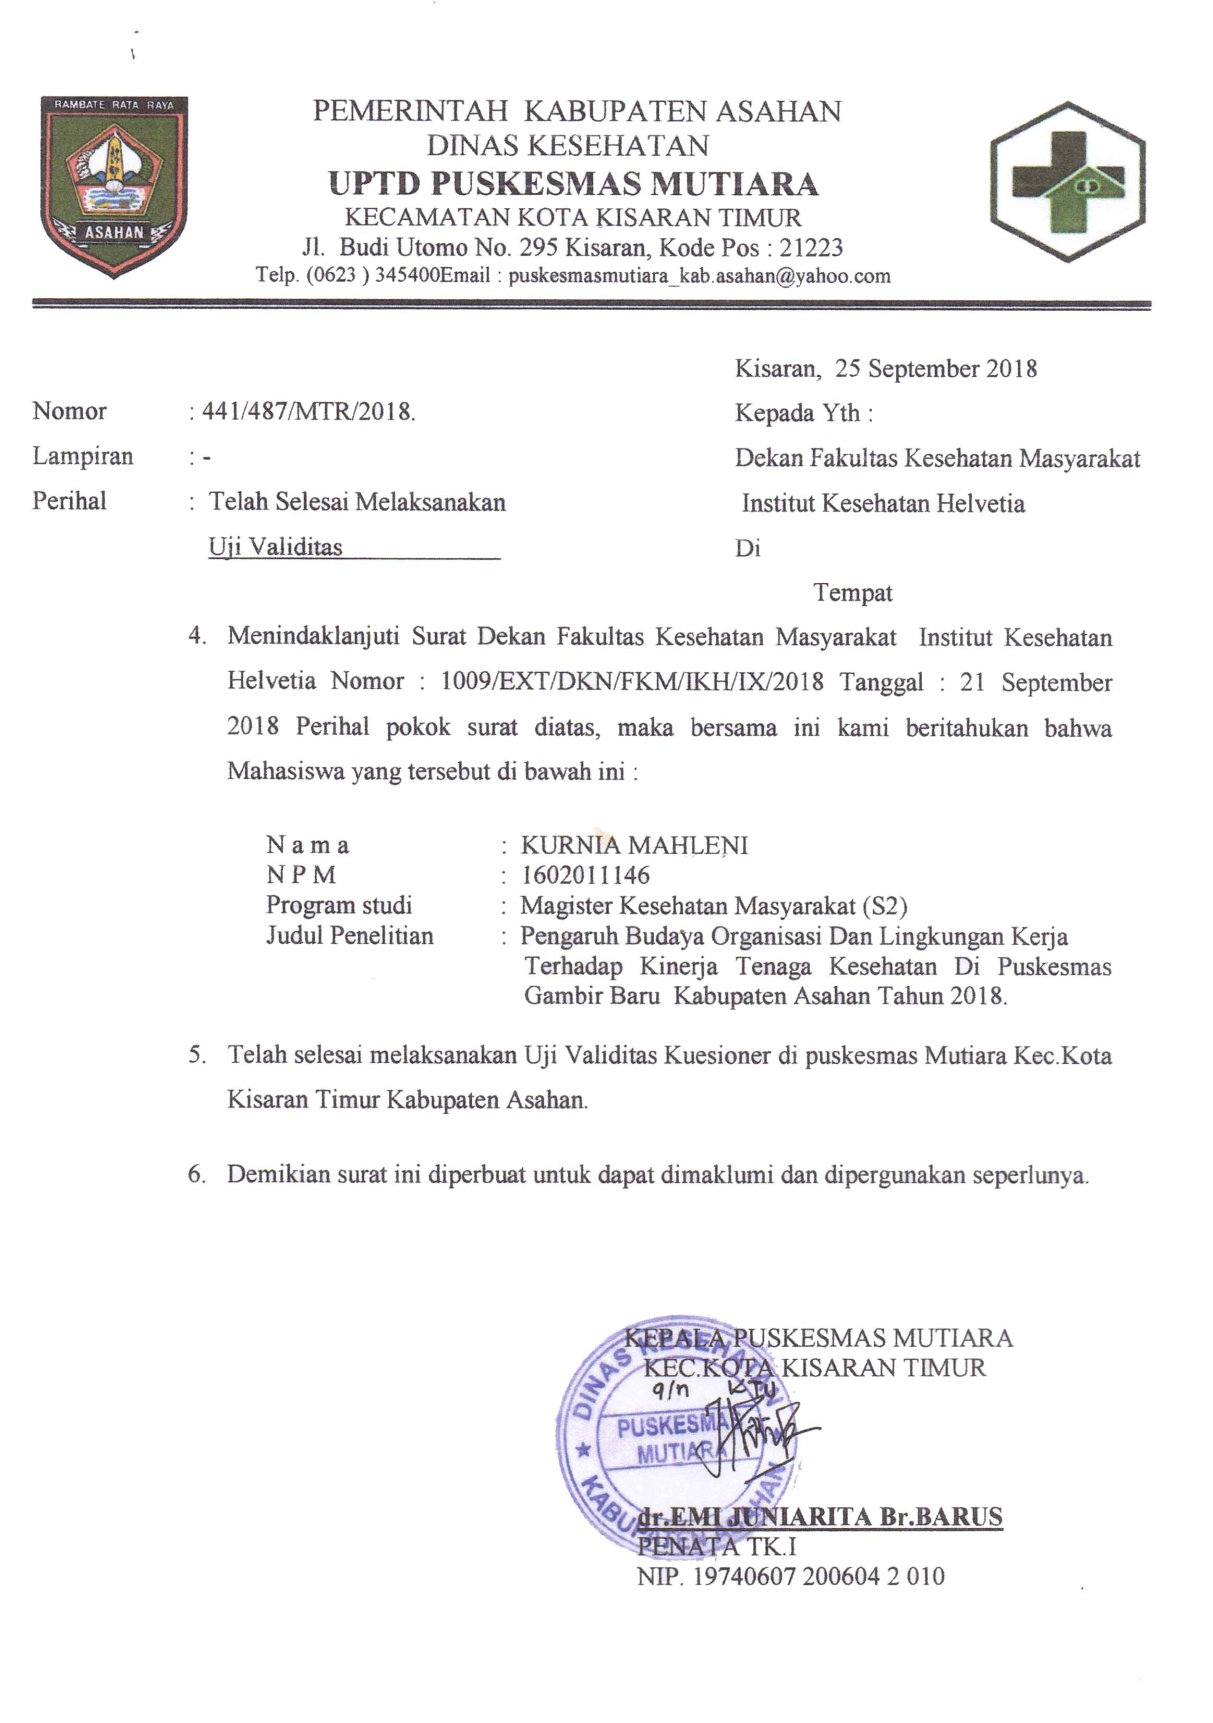 RAMBATE RATA RAYA
ASAHAN
PEMERINTAH KABUPATEN ASAHAN
DINAS KESEHATAN
UPTD PUSKESMAS MUTIARA
KECAMATAN KOTA KISARAN TIMUR
Jl. Budi Utomo No. 295 Kisaran, Kode Pos : 21223
Telp. (0623 ) 345400Email : puskesmasmutiara_kab.asahan@yahoo.com
Kisaran, 25 September 2018
Nomor : 441/487/MTR/2018. Kepada Yth :
Lampiran : - Dekan Fakultas Kesehatan Masyarakat
Perihal : Telah Selesai Melaksanakan Institut Kesehatan Helvetia
Uji Validitas Di
Tempat
4. Menindaklanjuti Surat Dekan Fakultas Kesehatan Masyarakat Institut Kesehatan
Helvetia Nomor : 1009/EXT/DKN/FKM/IKH/IX/2018 Tanggal : 21 September
2018 Perihal pokok surat diatas, maka bersama ini kami beritahukan bahwa
Mahasiswa yang tersebut di bawah ini :
N a m a : KURNIA MAHLENI
N P M : 1602011146
Program studi : Magister Kesehatan Masyarakat (S2)
Judul Penelitian : Pengaruh Budaya Organisasi Dan Lingkungan Kerja
Terhadap Kinerja Tenaga Kesehatan Di Puskesmas
Gambir Baru Kabupaten Asahan Tahun 2018.
5. Telah selesai melaksanakan Uji Validitas Kuesioner di puskesmas Mutiara Kec.Kota
Kisaran Timur Kabupaten Asahan.
6. Demikian surat ini diperbuat untuk dapat dimaklumi dan dipergunakan seperlunya.
KEPALA PUSKESMAS MUTIARA
KEC.KOTA KISARAN TIMUR
a/n KTU
DINAS KESEHATAN
PUSKESMAS
MUTIARA
KABUPATEN ASAHAN
dr.EMI JUNIARITA Br.BARUS
PENATA TK.I
NIP. 19740607 200604 2 010